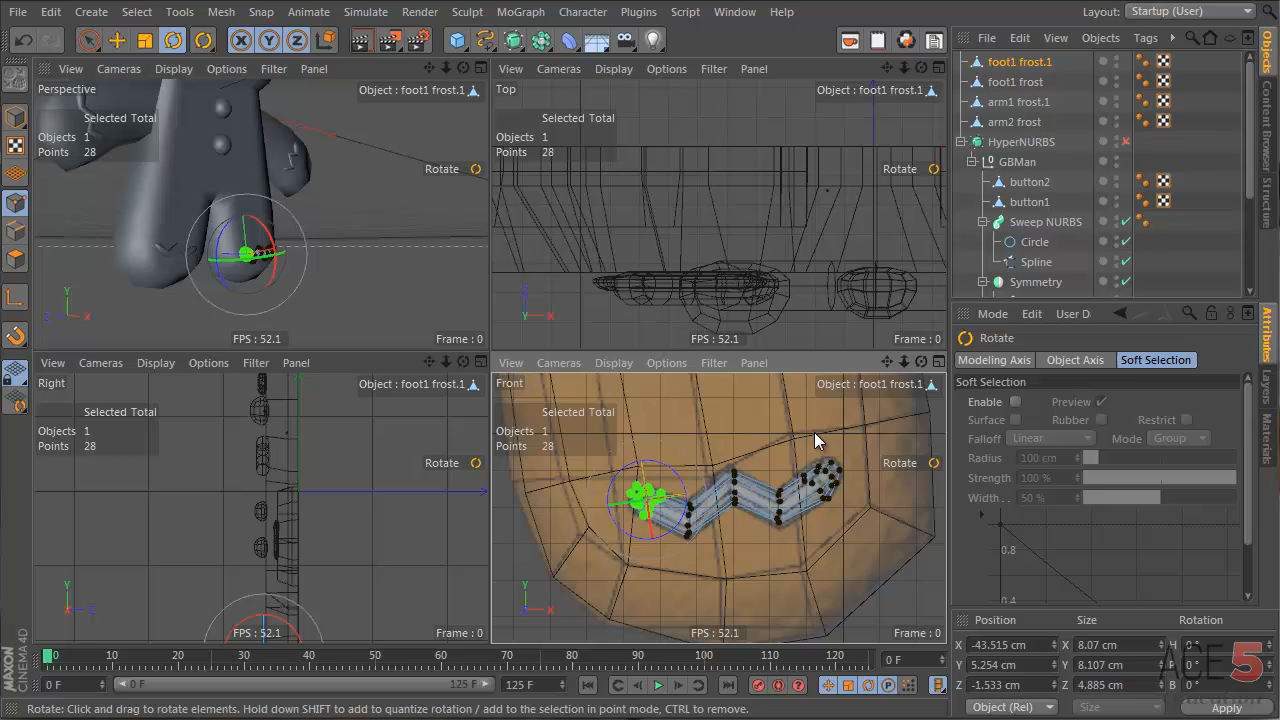 File Edit Create Select Tools Mesh Snap Animate Simulate Render Sculpt MoGraph Character Plugins Script Window Help
Layout: Startup (User)
View Cameras Display Options Filter Panel
Perspective
Object : foot1 frost.1
Selected Total
Objects 1
Points 28
Rotate
Y
Z X
FPS : 52.1
Frame : 0
View Cameras Display Options Filter Panel
Top
Object : foot1 frost.1
Selected Total
Objects 1
Points 28
Rotate
Z
Y X
FPS : 52.1
Frame : 0
View Cameras Display Options Filter Panel
Right
Object : foot1 frost.1
Selected Total
Objects 1
Points 28
Rotate
Y
X Z
FPS : 52.1
Frame : 0
View Cameras Display Options Filter Panel
Front
Object : foot1 frost.1
Selected Total
Objects 1
Points 28
Rotate
Y
Z X
FPS : 52.1
Frame : 0
File Edit View Objects Tags
foot1 frost.1
foot1 frost
arm1 frost.1
arm2 frost
HyperNURBS
GBMan
button2
button1
Sweep NURBS
Circle
Spline
Symmetry
Objects
Content Browser
Structure
Mode Edit User D
Rotate
Modeling Axis Object Axis Soft Selection
Soft Selection
Enable Preview
Surface Rubber Restrict
Falloff Linear Mode Group
Radius 100 cm
Strength 100 %
Width . . 50 %
0.8
0.4
Attributes
Layers
Materials
0 10 20 30 40 50 60 70 80 90 100 110 120
0 F
0 F 0 F 125 F 125 F
Position Size Rotation
X -43.515 cm X 8.07 cm H 0 °
Y 5.254 cm Y 8.107 cm P 0 °
Z -1.533 cm Z 4.885 cm B 0 °
Object (Rel) Size Apply
ACE 5
MAXON CINEMA4D
Rotate: Click and drag to rotate elements. Hold down SHIFT to add to quantize rotation / add to the selection in point mode, CTRL to remove.